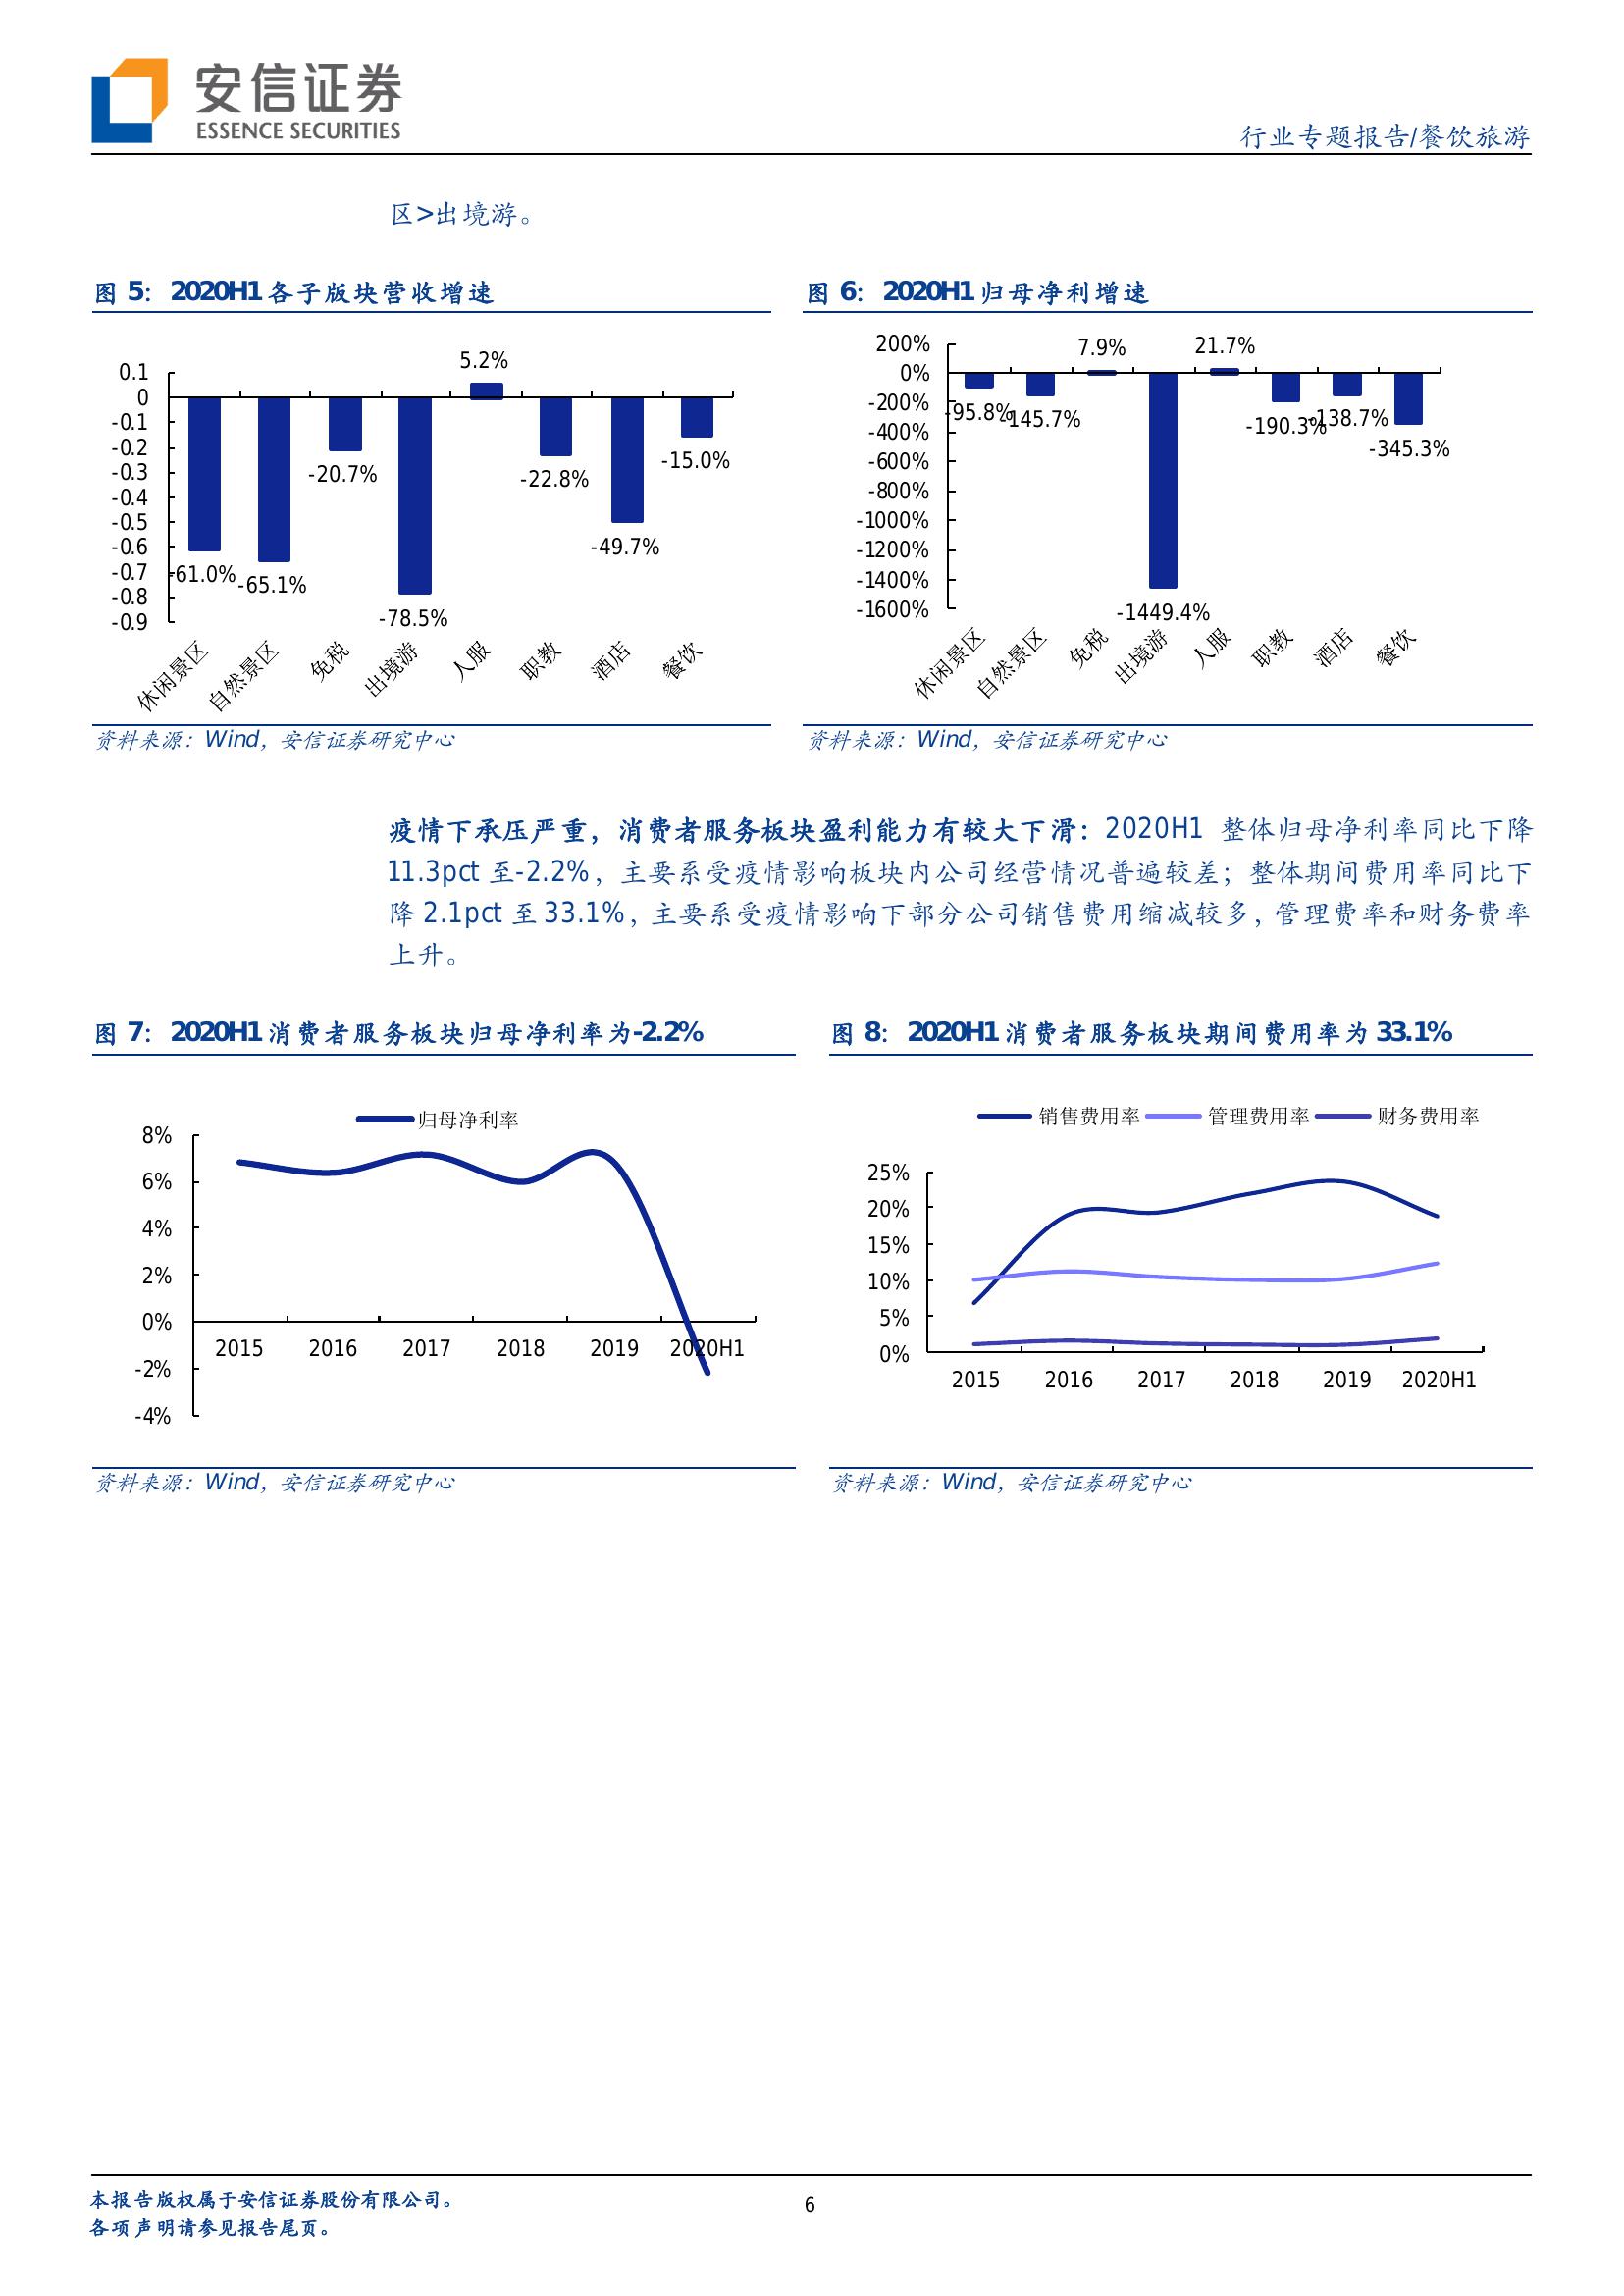 安信证券
ESSENCE SECURITIES
行业专题报告/餐饮旅游
区>出境游。
图 5：2020H1 各子版块营收增速
0.1
0
-0.1
-0.2
-0.3
-0.4
-0.5
-0.6
-0.7
-0.8
-0.9
-61.0%
-65.1%
-20.7%
-78.5%
5.2%
-22.8%
-49.7%
-15.0%
休闲景区
自然景区
免税
出境游
人服
职教
酒店
餐饮
资料来源：Wind，安信证券研究中心
图 6：2020H1 归母净利增速
200%
0%
-200%
-400%
-600%
-800%
-1000%
-1200%
-1400%
-1600%
-95.8%
-145.7%
7.9%
-1449.4%
21.7%
-190.3%
-138.7%
-345.3%
休闲景区
自然景区
免税
出境游
人服
职教
酒店
餐饮
资料来源：Wind，安信证券研究中心
疫情下承压严重，消费者服务板块盈利能力有较大下滑：2020H1 整体归母净利率同比下降
11.3pct 至-2.2%，主要系受疫情影响板块内公司经营情况普遍较差；整体期间费用率同比下
降 2.1pct 至 33.1%，主要系受疫情影响下部分公司销售费用缩减较多，管理费率和财务费率
上升。
图 7：2020H1 消费者服务板块归母净利率为-2.2%
归母净利率
8%
6%
4%
2%
0%
-2%
-4%
2015
2016
2017
2018
2019
2020H1
资料来源：Wind，安信证券研究中心
图 8：2020H1 消费者服务板块期间费用率为 33.1%
销售费用率
管理费用率
财务费用率
25%
20%
15%
10%
5%
0%
2015
2016
2017
2018
2019
2020H1
资料来源：Wind，安信证券研究中心
本报告版权属于安信证券股份有限公司。
各项声明请参见报告尾页。
6